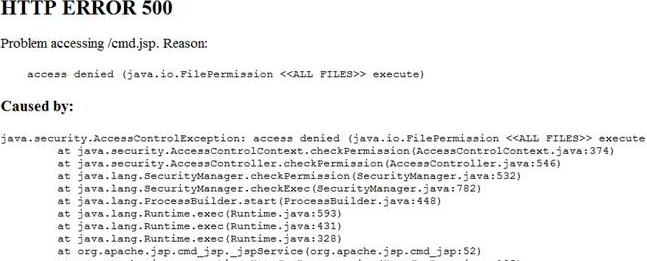 HTTP ERROR 500
Problem accessing /cmd.jsp. Reason:
access denied (java.io.FilePermission <<ALL FILES>> execute)
Caused by:
java.security.AccessControlException: access denied (java.io.FilePermission <<ALL FILES>> execute
at java.security.AccessControlContext.checkPermission(AccessControlContext.java:374)
at java.security.AccessController.checkPermission(AccessController.java:546)
at java.lang.SecurityManager.checkPermission(SecurityManager.java:532)
at java.lang.SecurityManager.checkExec(SecurityManager.java:782)
at java.lang.ProcessBuilder.start(ProcessBuilder.java:448)
at java.lang.Runtime.exec(Runtime.java:593)
at java.lang.Runtime.exec(Runtime.java:431)
at java.lang.Runtime.exec(Runtime.java:328)
at org.apache.jsp.cmd_jsp._jspService(org.apache.jsp.cmd_jsp:52)